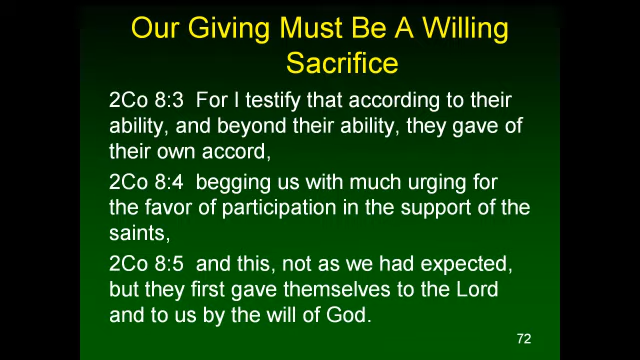 Our Giving Must Be A Willing
Sacrifice
2Co 8:3  For I testify that according to their
ability, and beyond their ability, they gave of
their own accord,
2Co 8:4  begging us with much urging for
the favor of participation in the support of the
saints,
2Co 8:5  and this, not as we had expected,
but they first gave themselves to the Lord
and to us by the will of God.
72